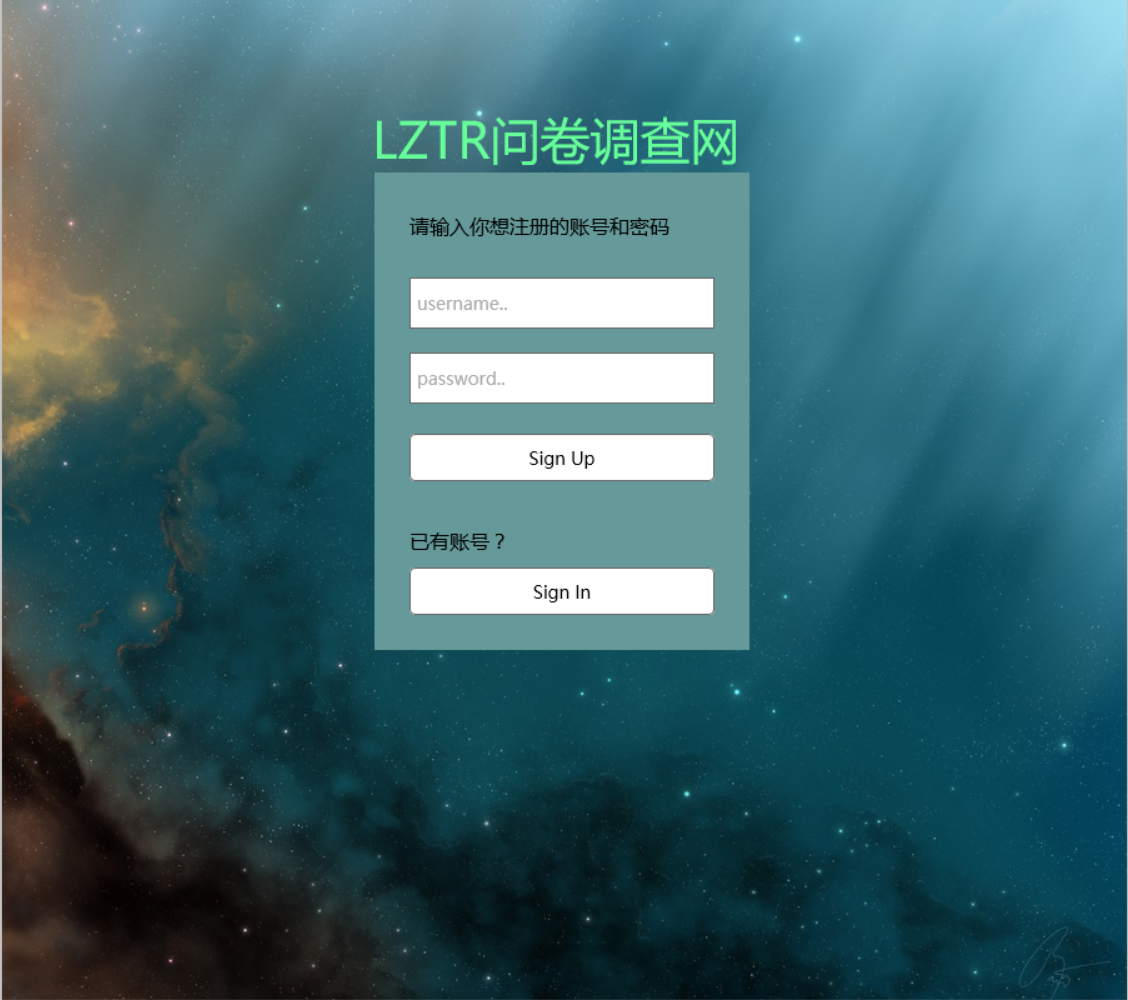 LZTR问卷调查网
请输入你想注册的账号和密码
username..
password..
Sign Up
已有账号？
Sign In